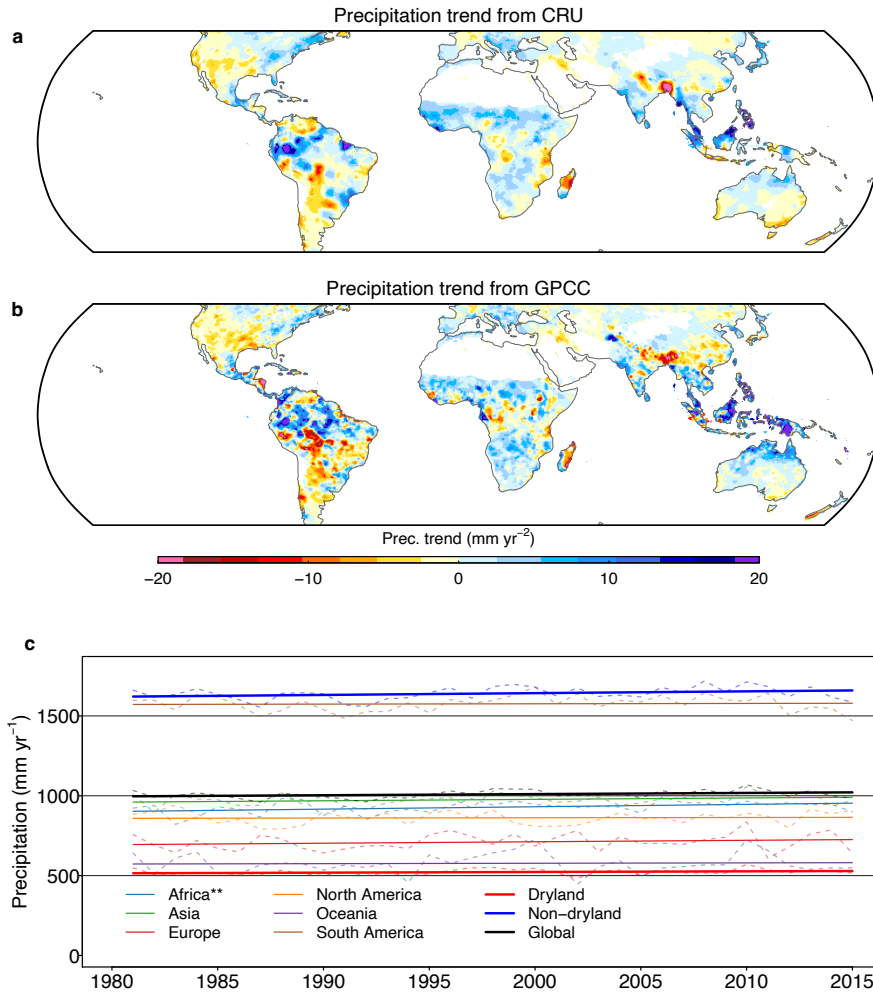 Precipitation trend from CRU
a
Precipitation trend from GPCC
b
Prec. trend (mm yr−2)
−20 −10 0 10 20
c
Precipitation (mm yr−1)
1500
1000
500
0
Africa** North America Dryland
Asia Oceania Non−dryland
Europe South America Global
1980 1985 1990 1995 2000 2005 2010 2015